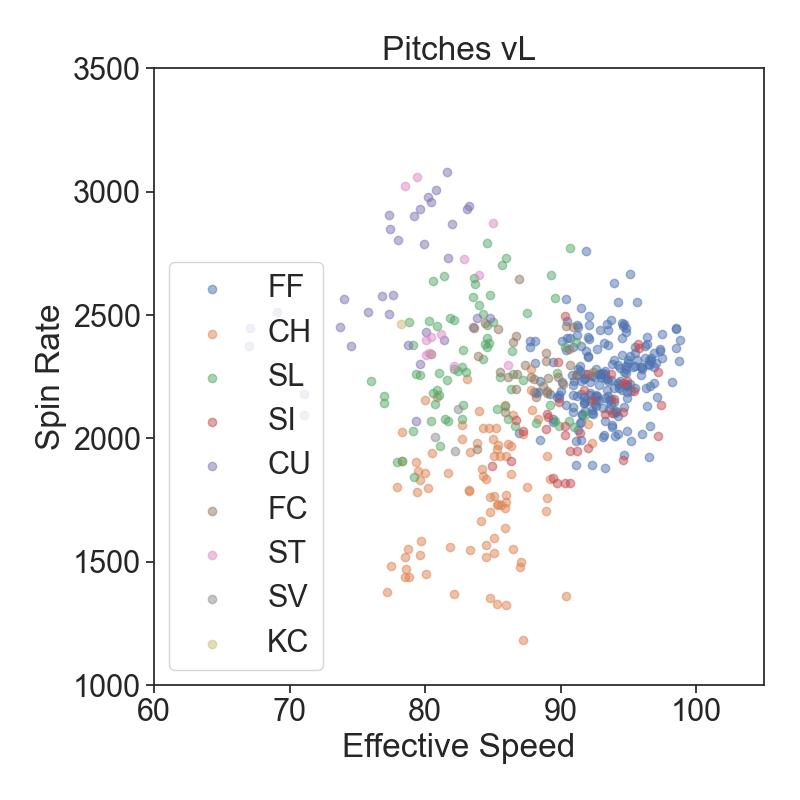 Pitches vL
3500
3000
2500
2000
1500
1000
Spin Rate
FF
CH
SL
SI
CU
FC
ST
SV
KC
60 70 80 90 100
Effective Speed